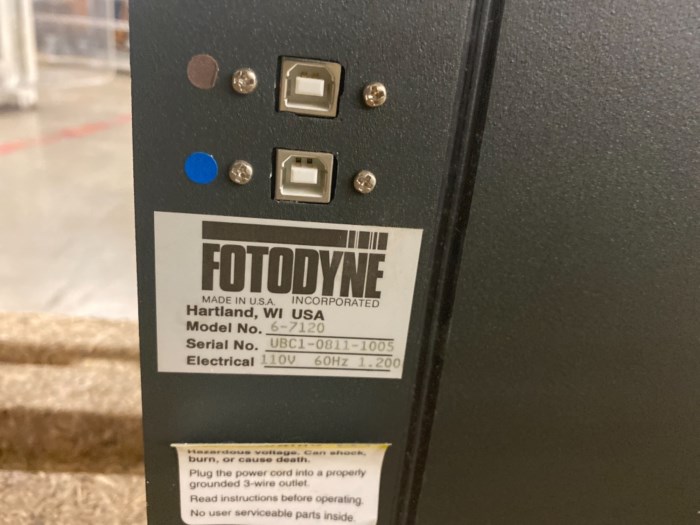 FOTODYNE
MADE IN U.S.A. INCORPORATED
Hartland, WI USA
Model No. 6-7120
Serial No. UBC1-0811-1005
Electrical 110V 60Hz 1.200
Hazardous voltage. Can shock,
burn, or cause death.
Plug the power cord into a properly
grounded 3-wire outlet.
Read instructions before operating.
No user serviceable parts inside.